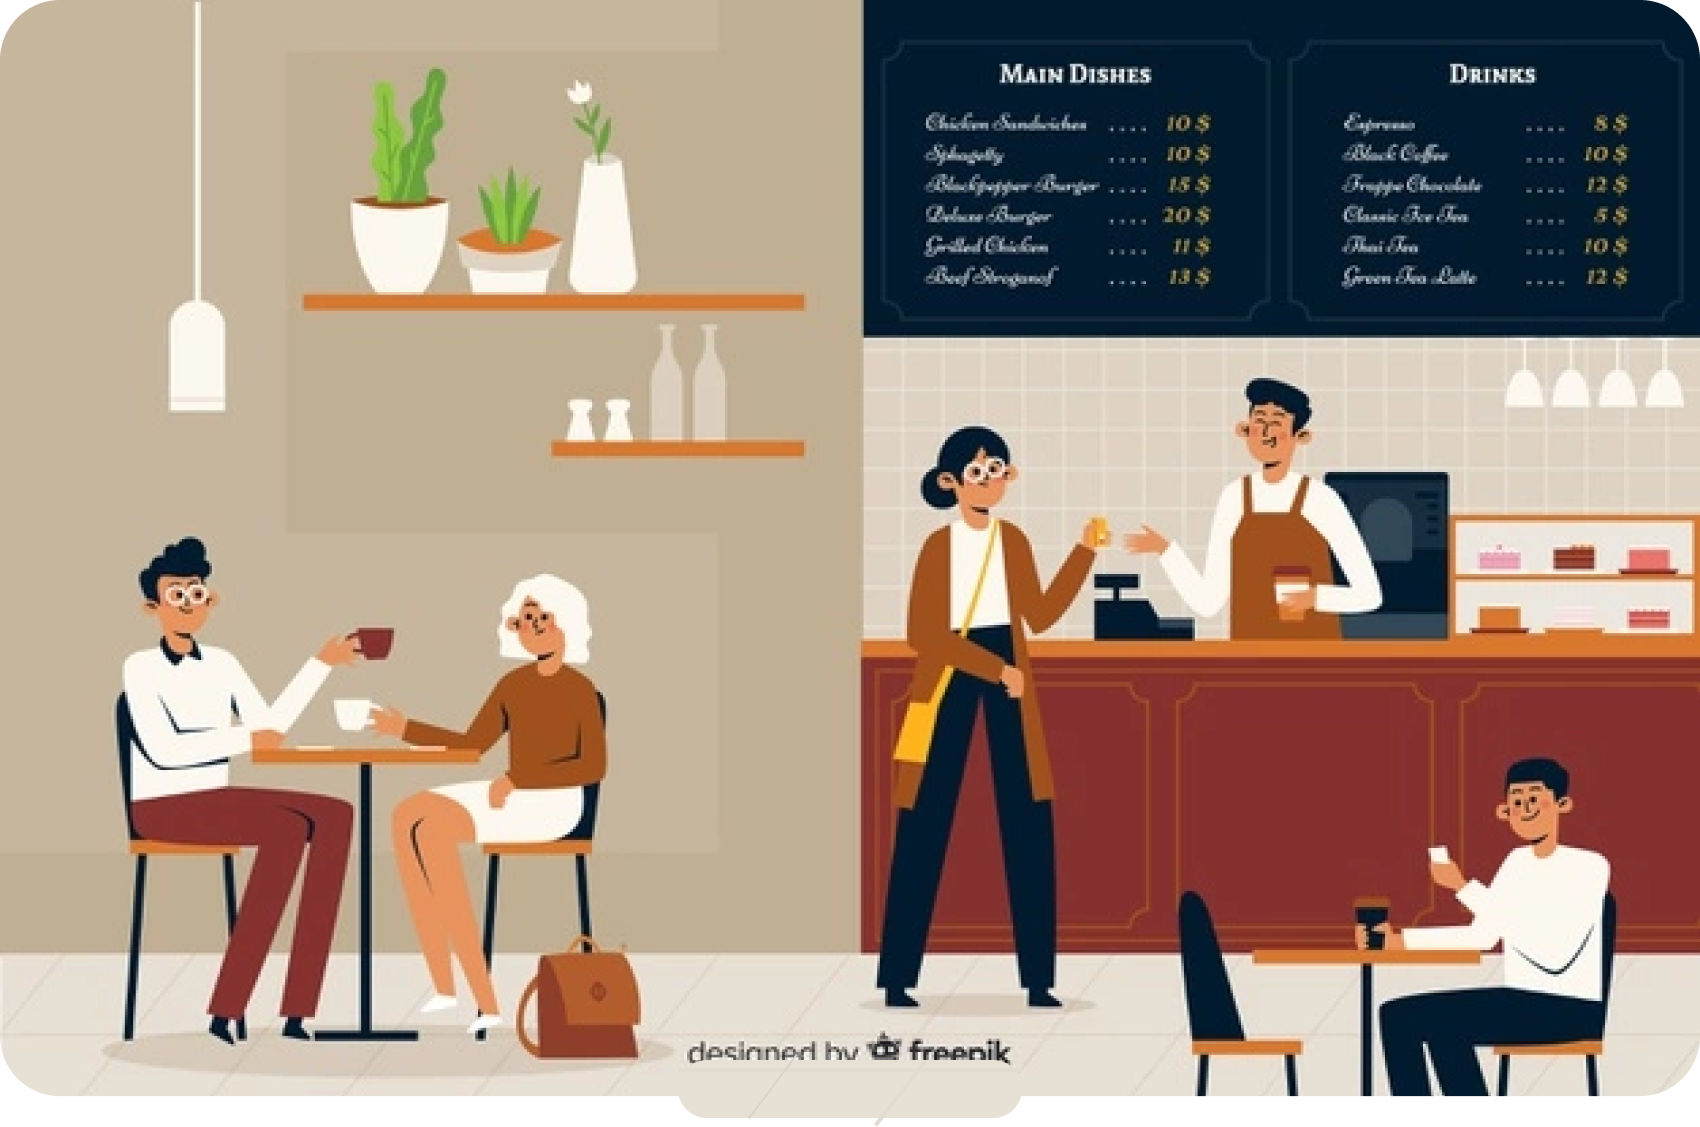 Main Dishes
Chicken Sandwiches .... 10 $
Sphagetty .... 10 $
Blackpepper Burger .... 15 $
Deluxe Burger .... 20 $
Grilled Chicken .... 11 $
Beef Stroganof .... 13 $
Drinks
Espresso .... 8 $
Black Coffee .... 10 $
Frappe Chocolate .... 12 $
Classic Ice Tea .... 5 $
Thai Tea .... 10 $
Green Tea Latte .... 12 $
designed by freepik